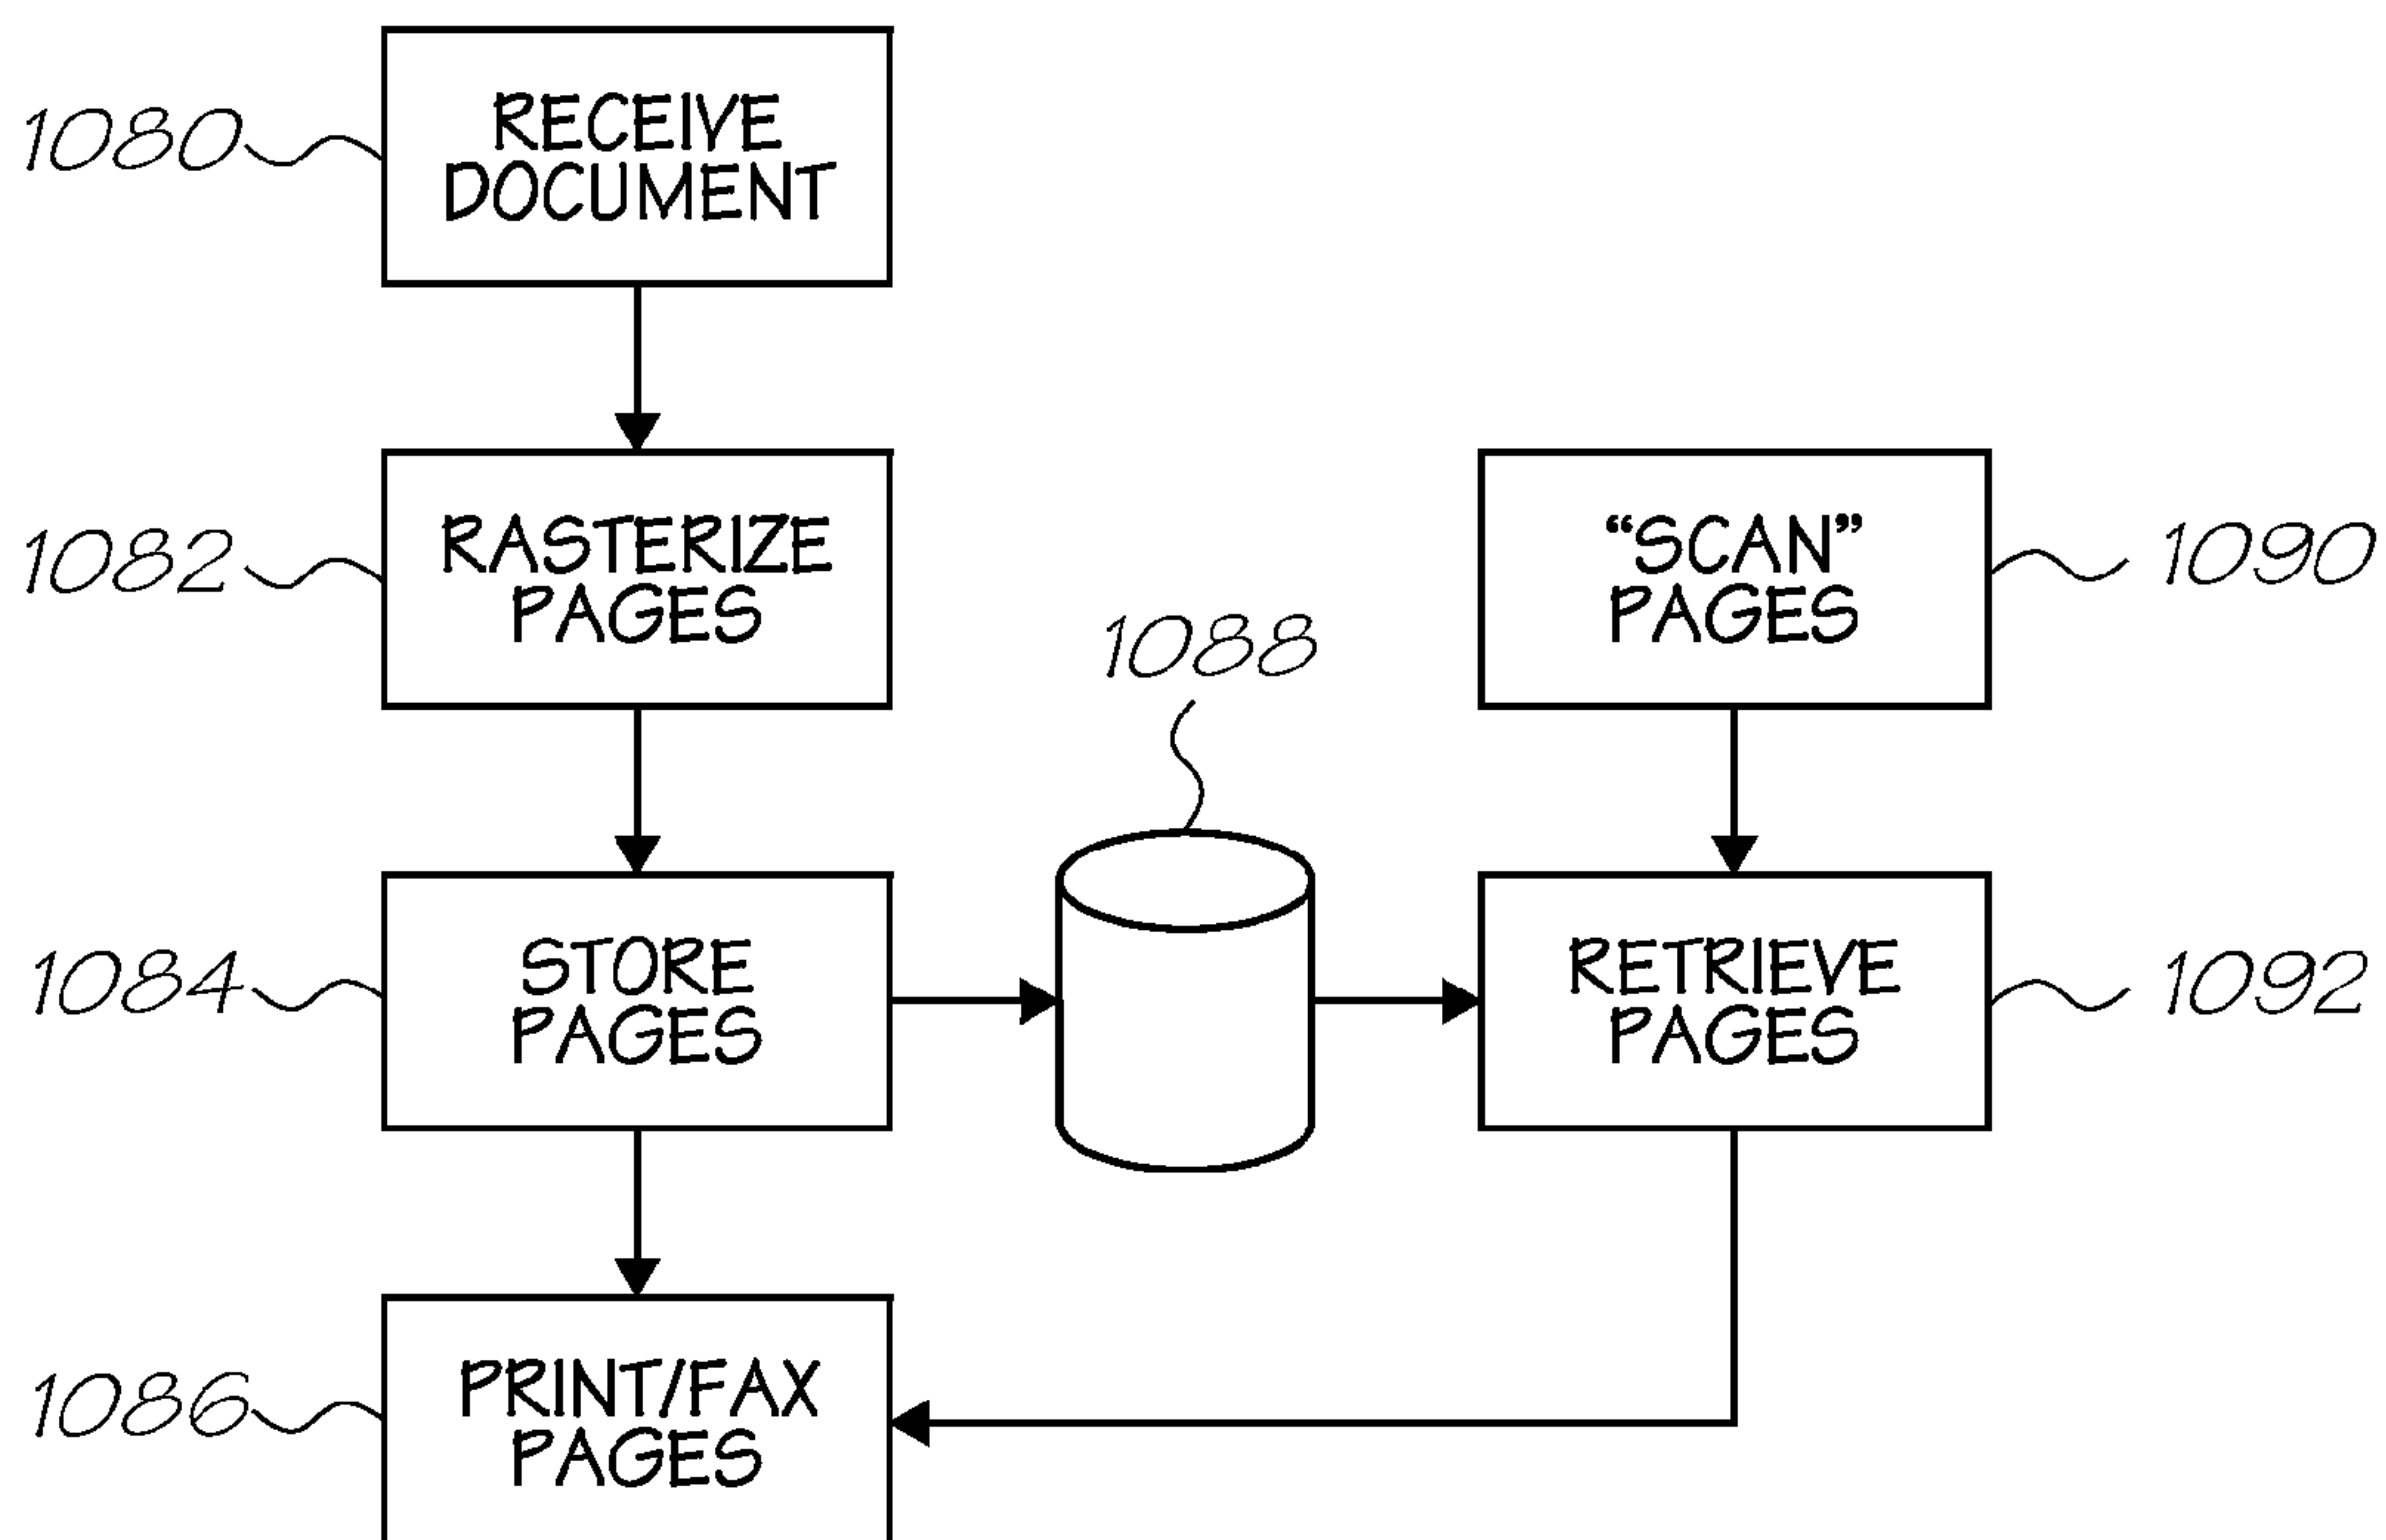 1080
RECEIVE
DOCUMENT
1082
RASTERIZE
PAGES
“SCAN”
PAGES
1090
1088
1084
STORE
PAGES
RETRIEVE
PAGES
1092
1086
PRINT/FAX
PAGES